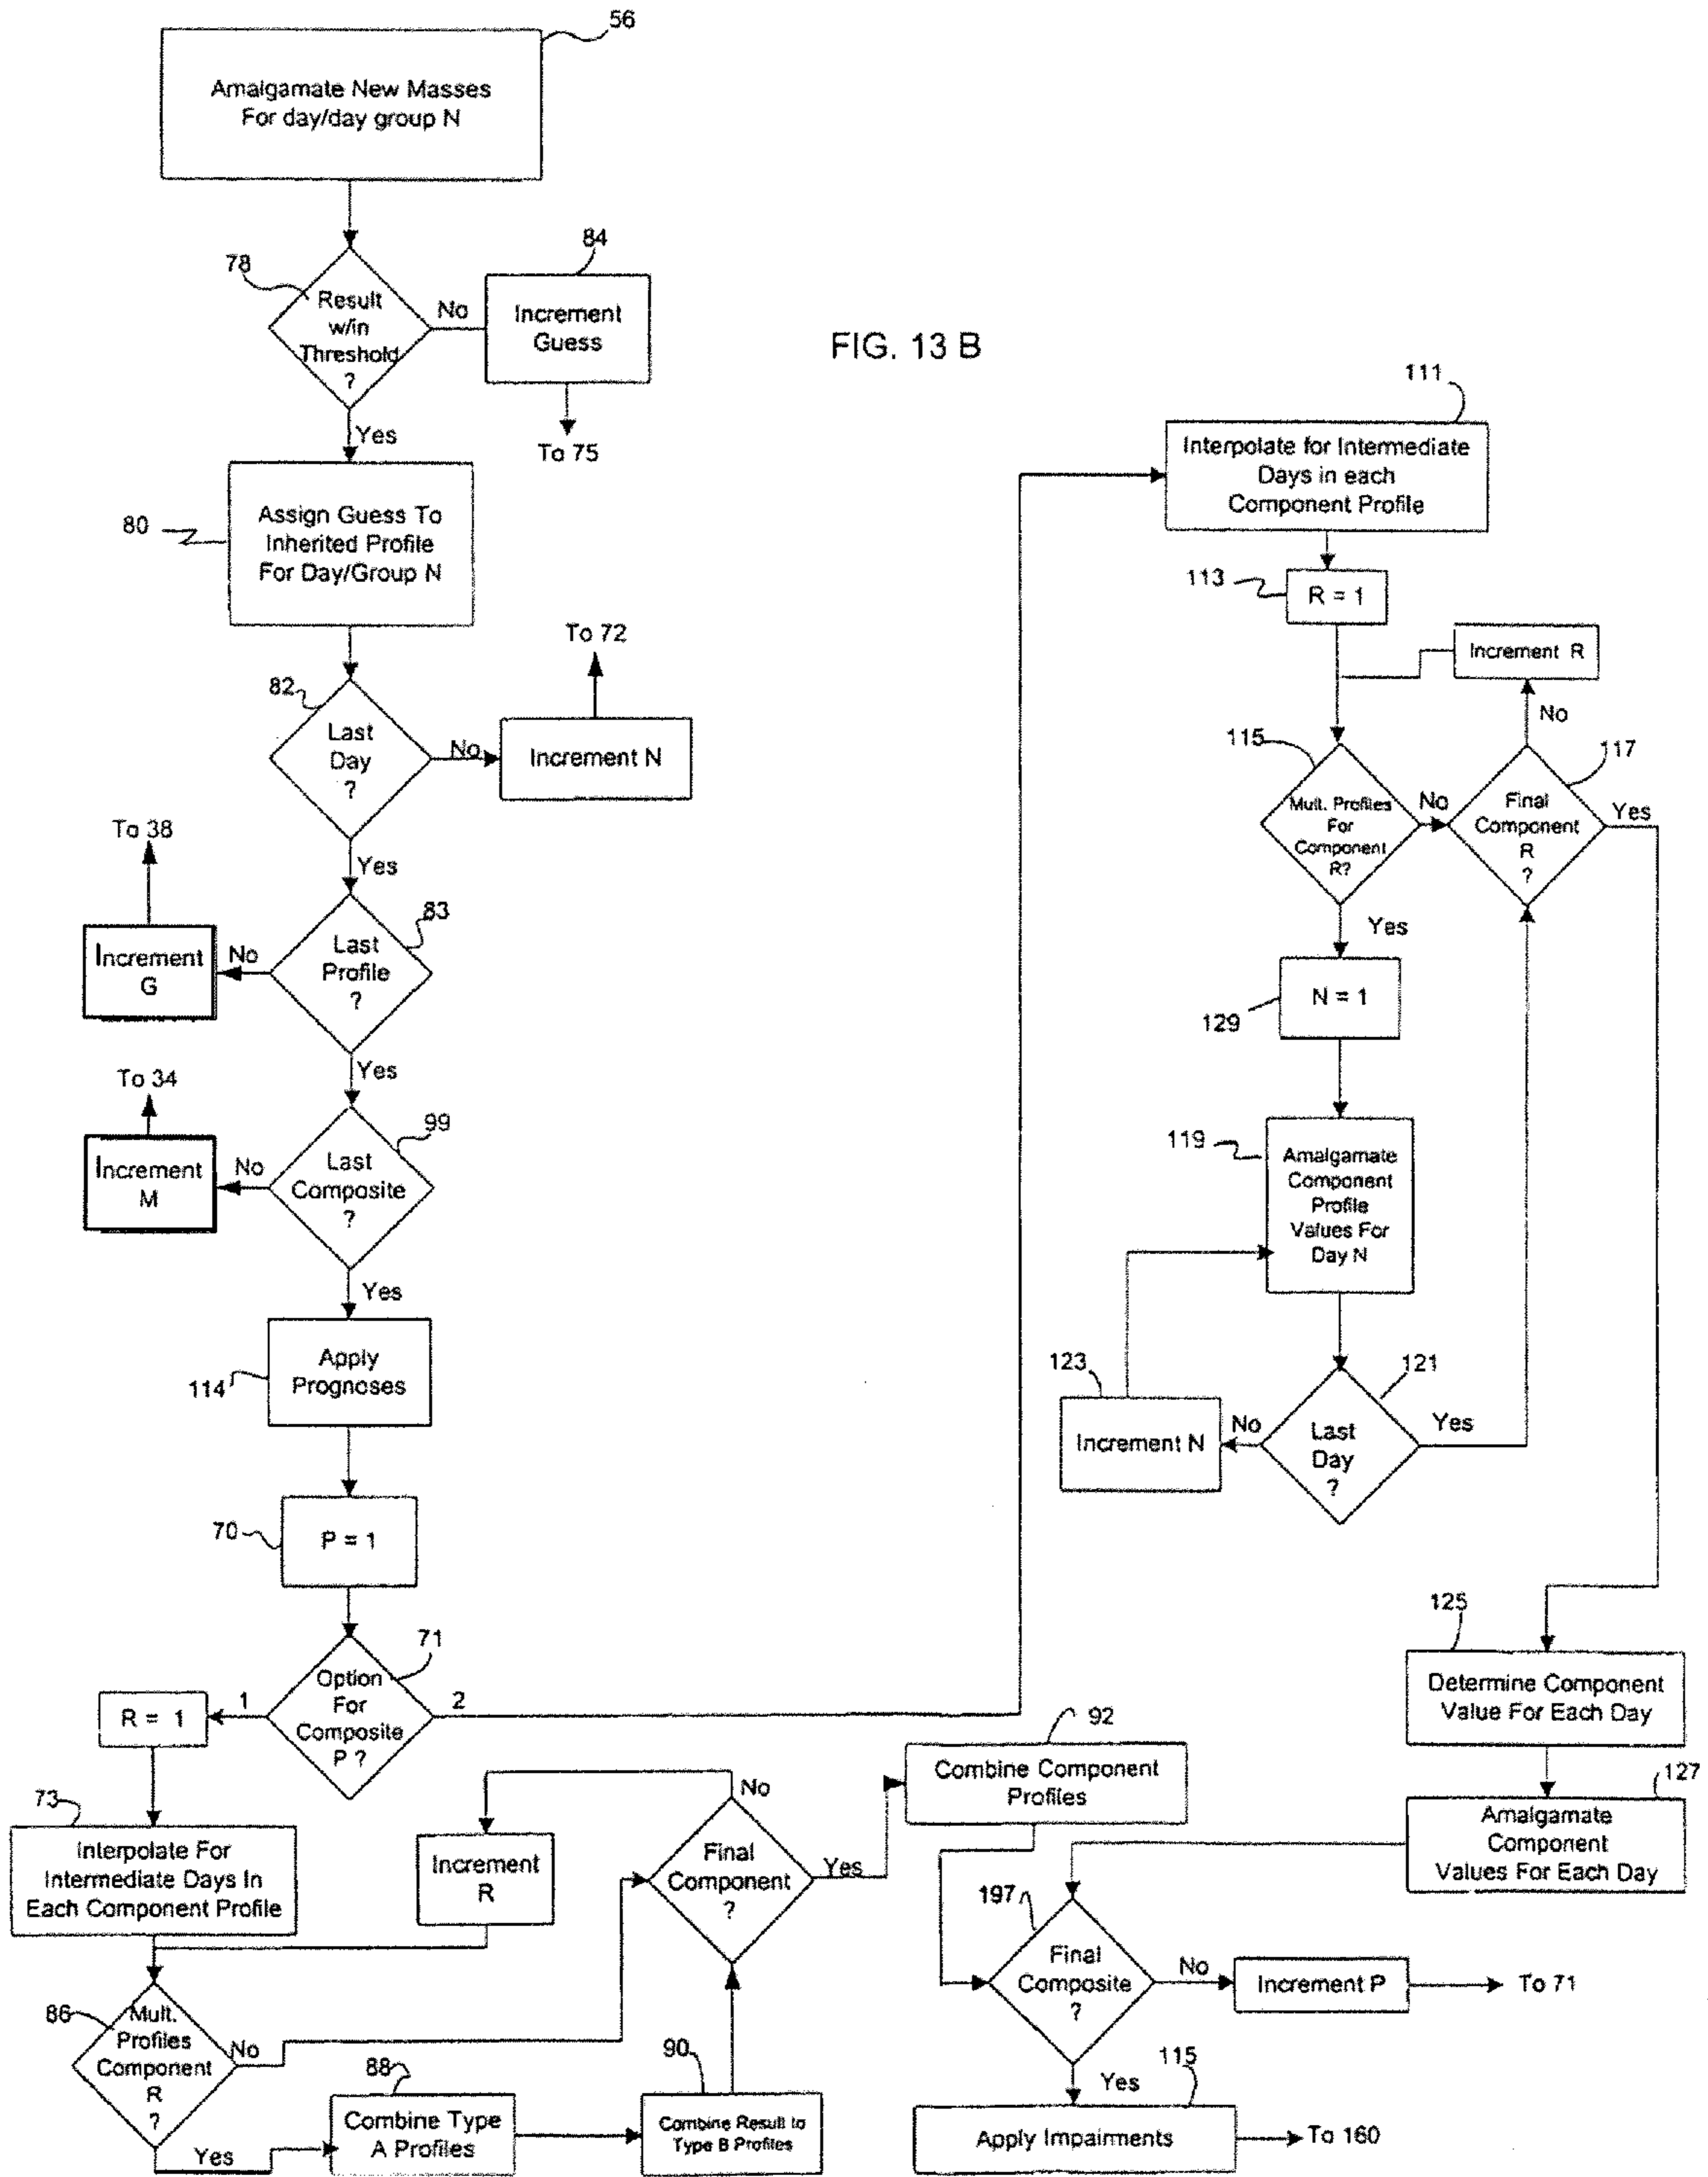 56
Amalgamate New Masses
For day/day group N
78
Result
w/in
Threshold
?
No
84
Increment
Guess
To 75
Yes
80
Assign Guess To
Inherited Profile
For Day/Group N
82
Last
Day
?
No
Increment N
To 72
Yes
83
Last
Profile
?
No
Increment
G
To 38
Yes
99
Last
Composite
?
No
Increment
M
To 34
Yes
114
Apply
Prognoses
70
P = 1
71
Option
For
Composite
P ?
1
2
R = 1
73
Interpolate For
Intermediate Days In
Each Component Profile
86
Mult.
Profiles
Component
R
?
No
Yes
88
Combine Type
A Profiles
90
Combine Result to
Type B Profiles
Final
Component
?
No
Increment
R
Yes
92
Combine Component
Profiles
FIG. 13 B
111
Interpolate for Intermediate
Days in each
Component Profile
113
R = 1
Increment R
115
Mult. Profiles
For
Component
R?
No
117
Final
Component
R
?
No
Yes
Yes
129
N = 1
119
Amalgamate
Component
Profile
Values For
Day N
121
Last
Day
?
No
123
Increment N
Yes
125
Determine Component
Value For Each Day
127
Amalgamate
Component
Values For Each Day
197
Final
Composite
?
No
Increment P
To 71
Yes
115
Apply Impairments
To 160